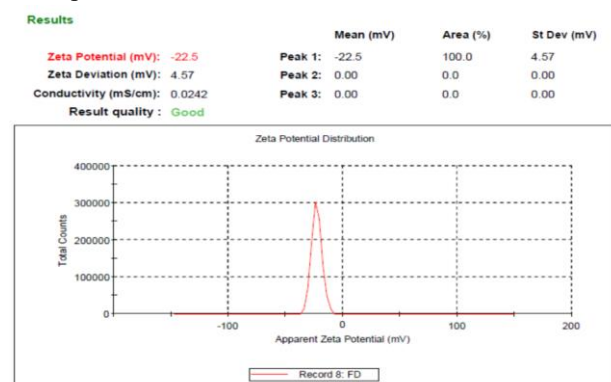 Results
Mean (mV) Area (%) St Dev (mV)
Zeta Potential (mV): -22.5 Peak 1: -22.5 100.0 4.57
Zeta Deviation (mV): 4.57 Peak 2: 0.00 0.0 0.00
Conductivity (mS/cm): 0.0242 Peak 3: 0.00 0.0 0.00
Result quality : Good
Zeta Potential Distribution
400000
300000
200000
100000
0
Total Counts
-100 0 100 200
Apparent Zeta Potential (mV)
Record 8: FD